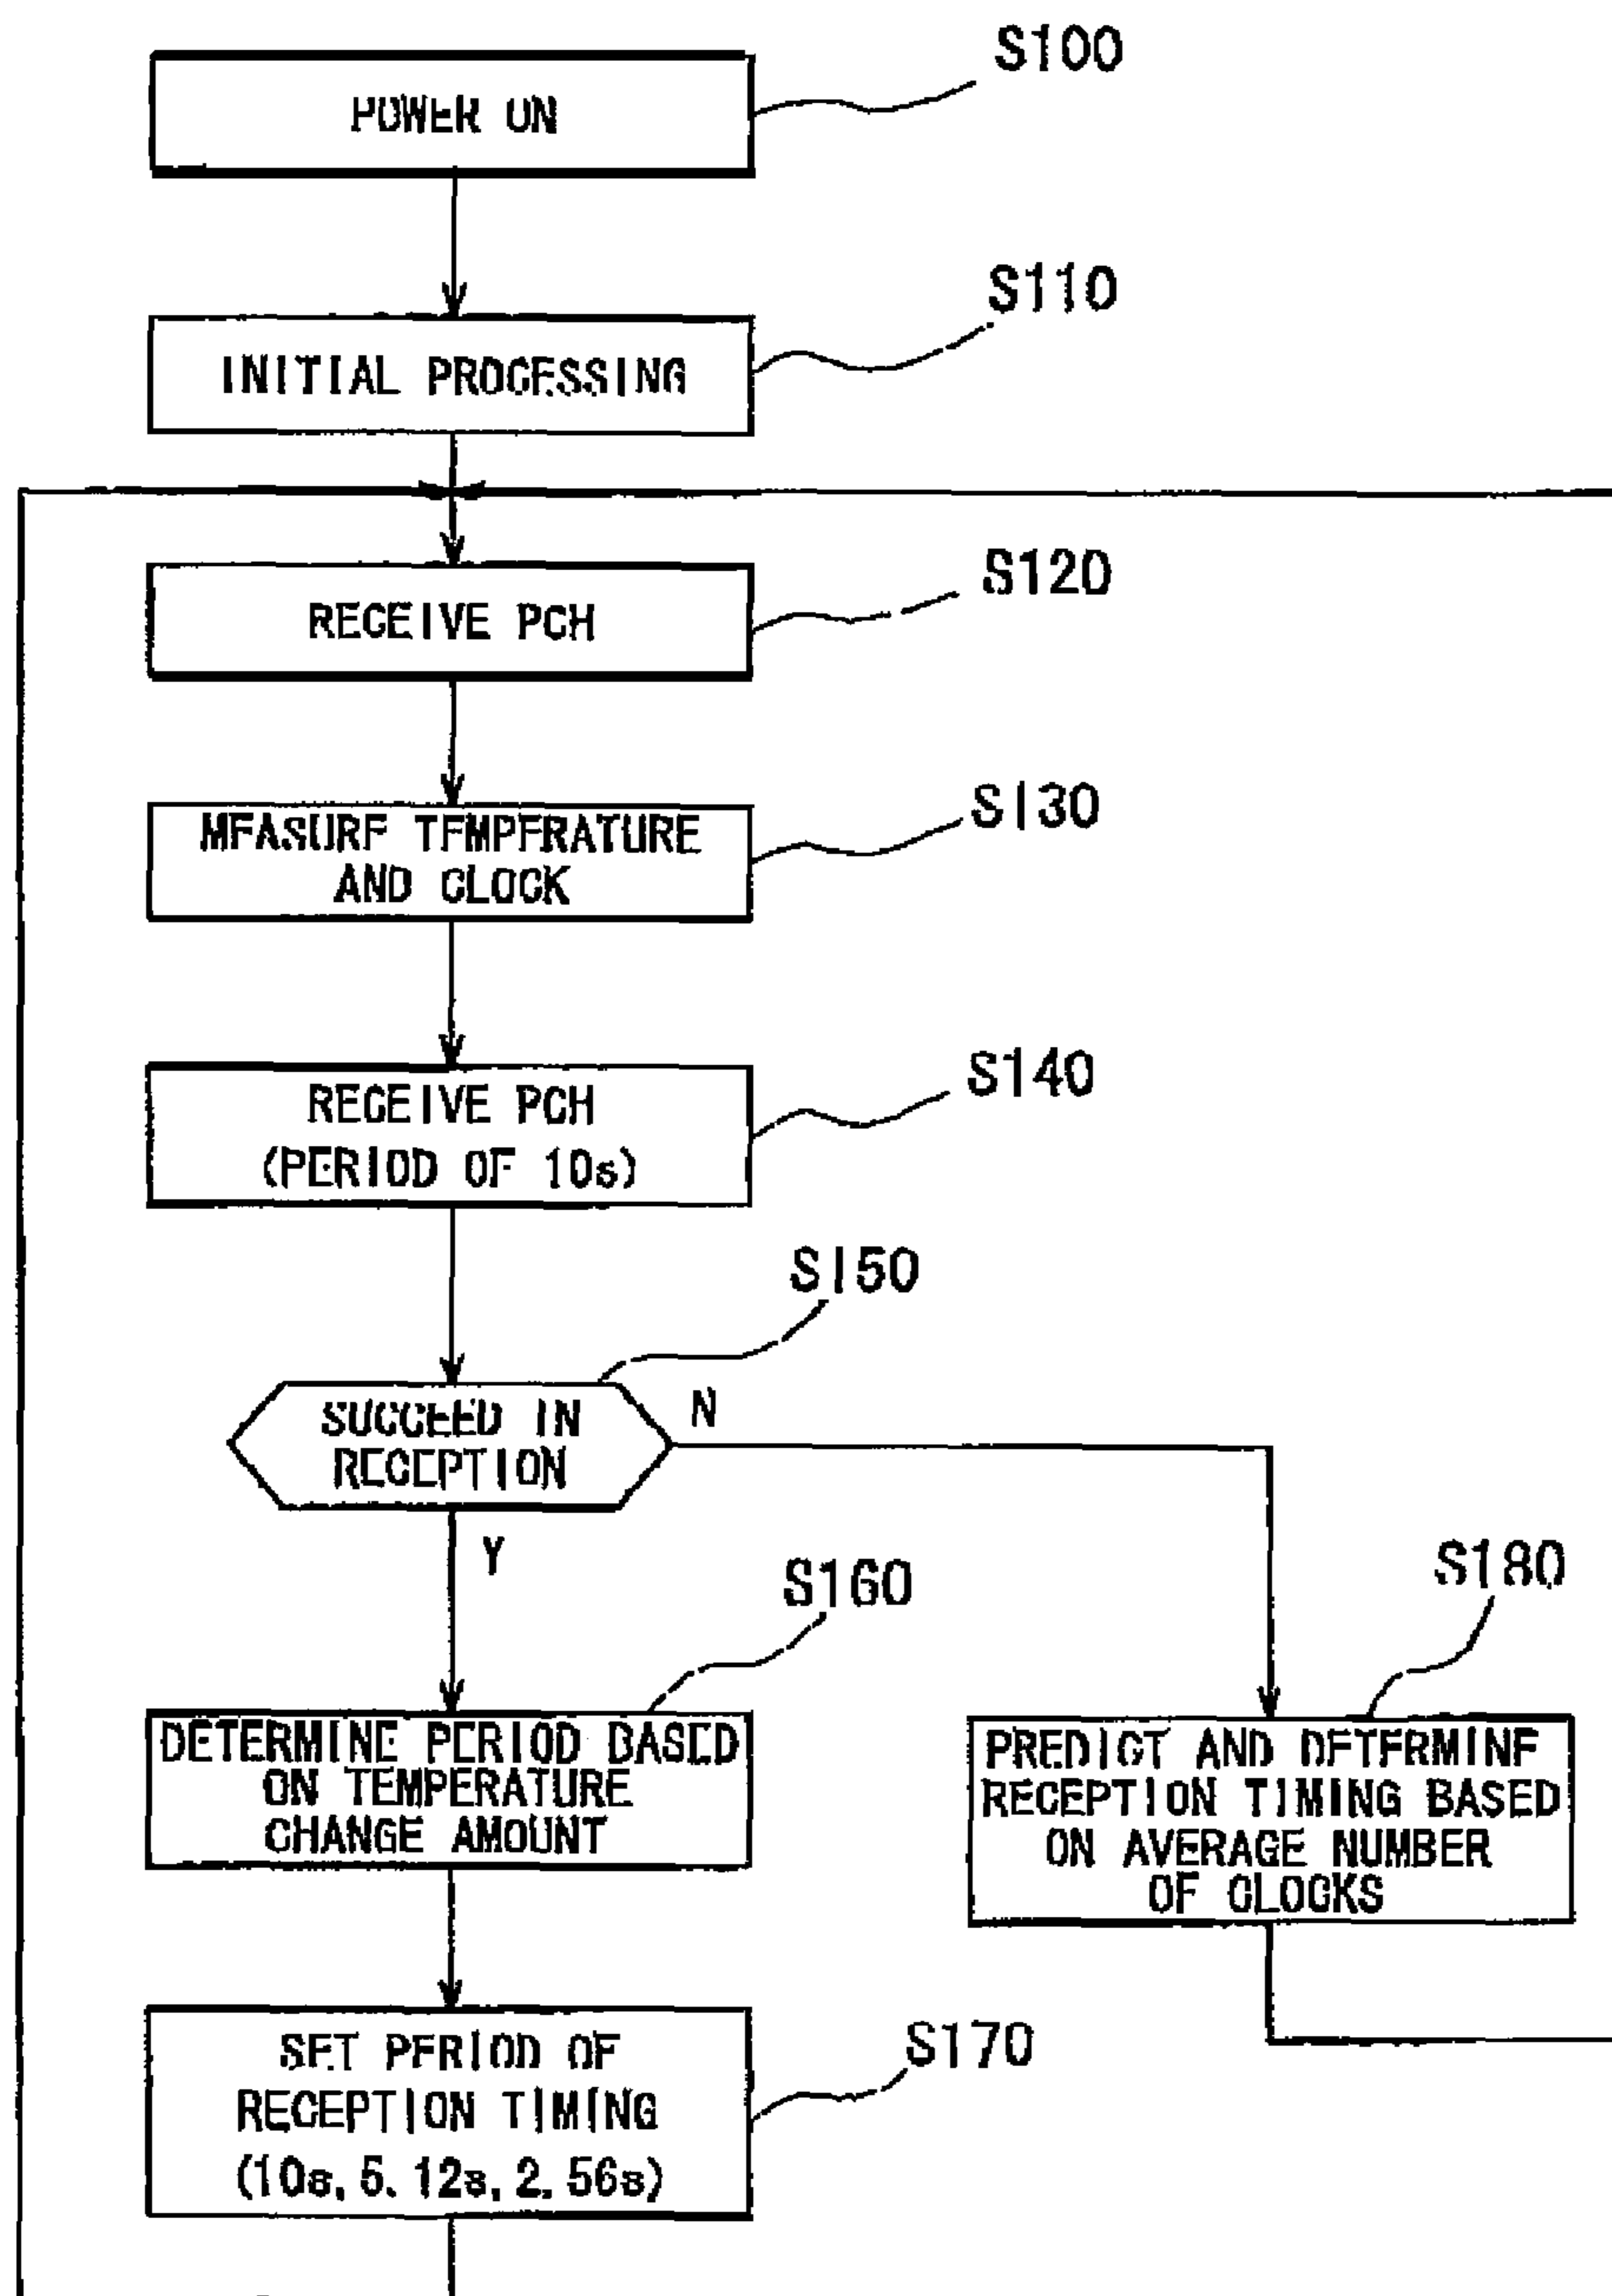 S100
POWER ON
S110
INITIAL PROCESSING
S120
RECEIVE PCH
S130
MEASURE TEMPERATURE
AND CLOCK
S140
RECEIVE PCH
(PERIOD OF 10s)
S150
SUCCEED IN
RECEPTION
N
Y
S160
DETERMINE PERIOD BASED
ON TEMPERATURE
CHANGE AMOUNT
S180
PREDICT AND DETERMINE
RECEPTION TIMING BASED
ON AVERAGE NUMBER
OF CLOCKS
S170
SET PERIOD OF
RECEPTION TIMING
(10s, 5.12s, 2.56s)